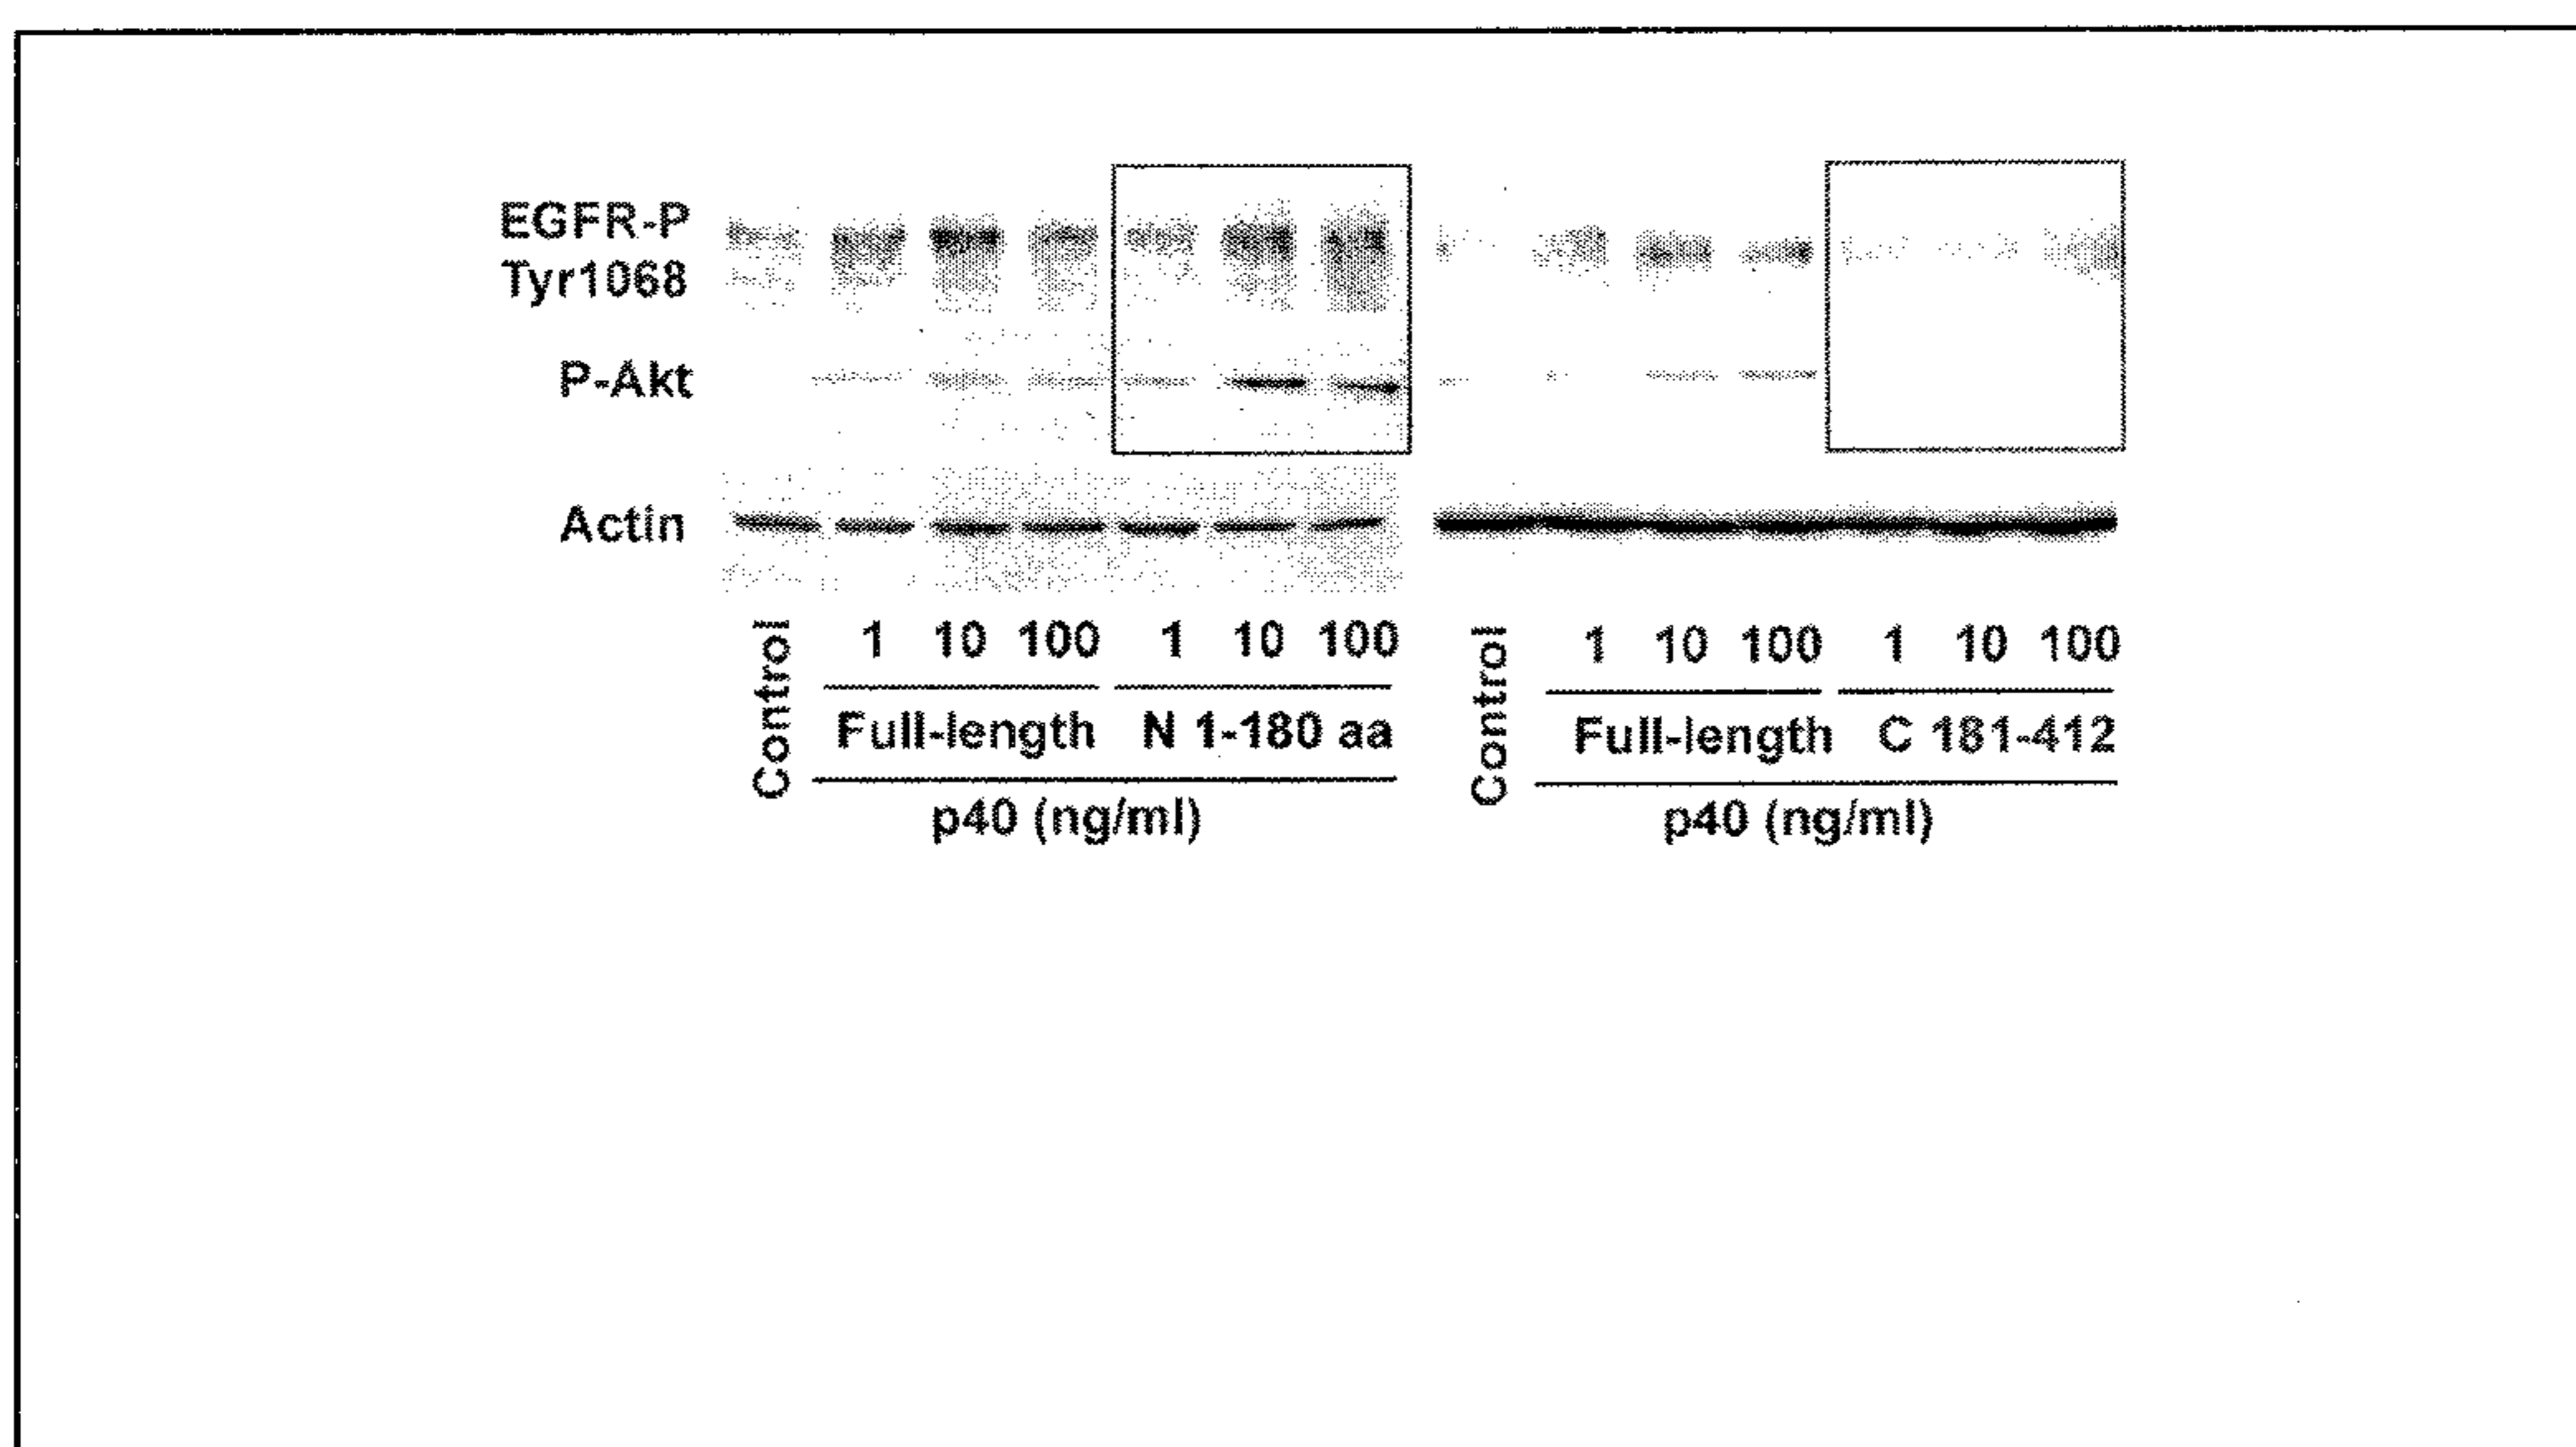 EGFR-P
Tyr1068
P-Akt
Actin
Control
1 10 100 1 10 100
Full-length N 1-180 aa
p40 (ng/ml)
Control
1 10 100 1 10 100
Full-length C 181-412
p40 (ng/ml)